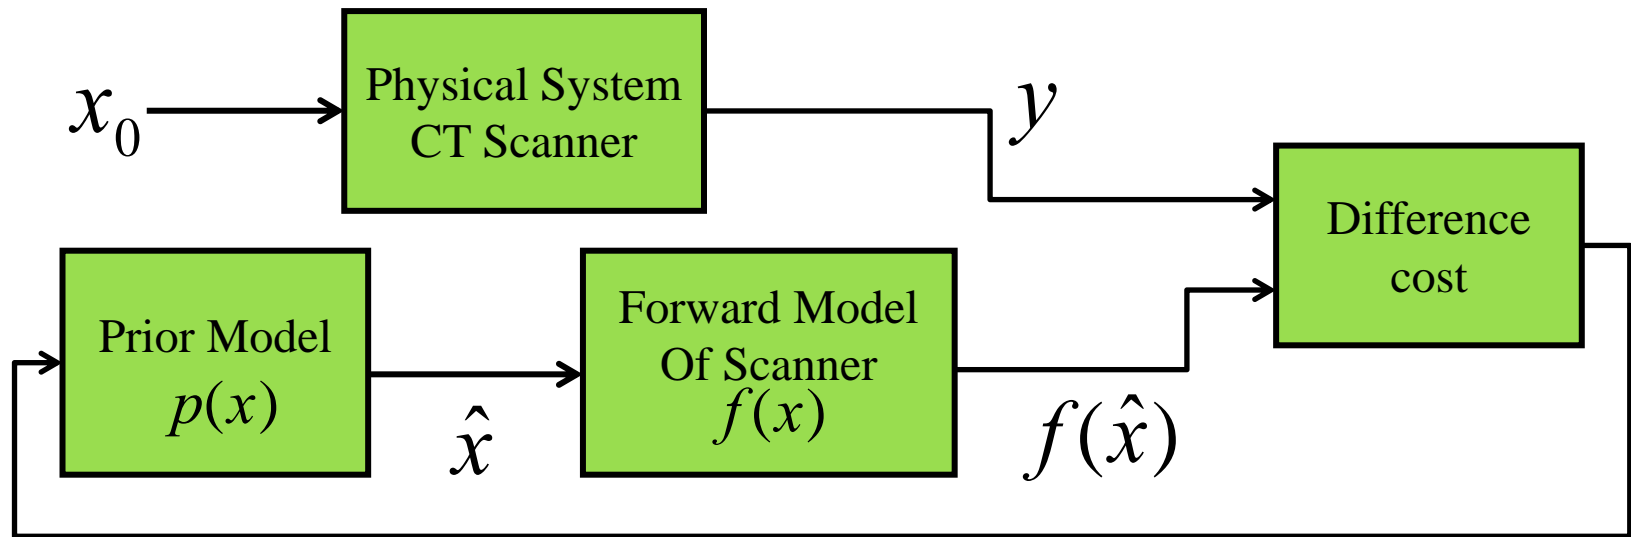 x₀
Physical System
CT Scanner
y
Difference
cost
Prior Model
p(x)
x̂
Forward Model
Of Scanner
f(x)
f(x̂)